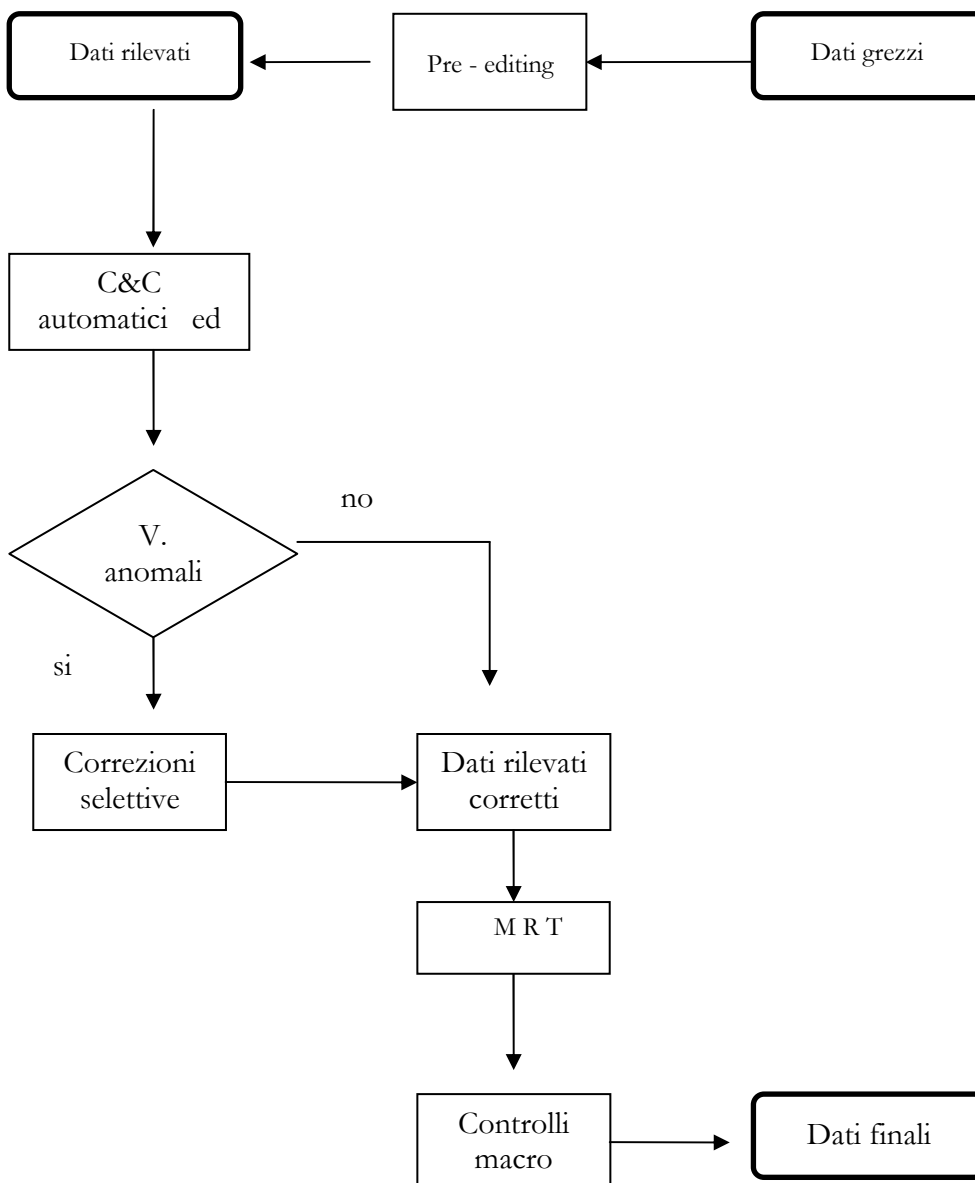 Dati rilevati
Pre - editing
Dati grezzi
C&C
automatici ed
V.
anomali
no
si
Correzioni
selettive
Dati rilevati
corretti
M R T
Controlli
macro
Dati finali